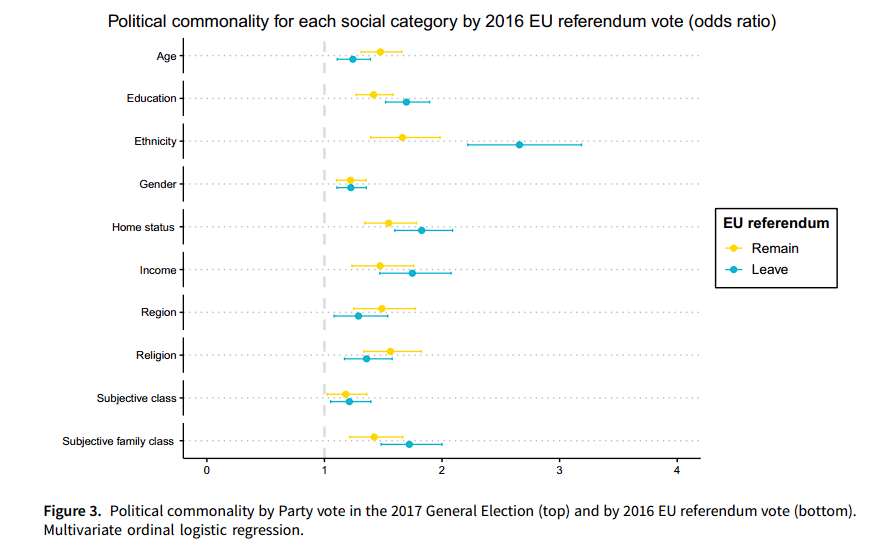 Political commonality for each social category by 2016 EU referendum vote (odds ratio)
Age
Education
Ethnicity
Gender
Home status
Income
Region
Religion
Subjective class
Subjective family class
0 1 2 3 4
EU referendum
Remain
Leave
Figure 3. Political commonality by Party vote in the 2017 General Election (top) and by 2016 EU referendum vote (bottom).
Multivariate ordinal logistic regression.